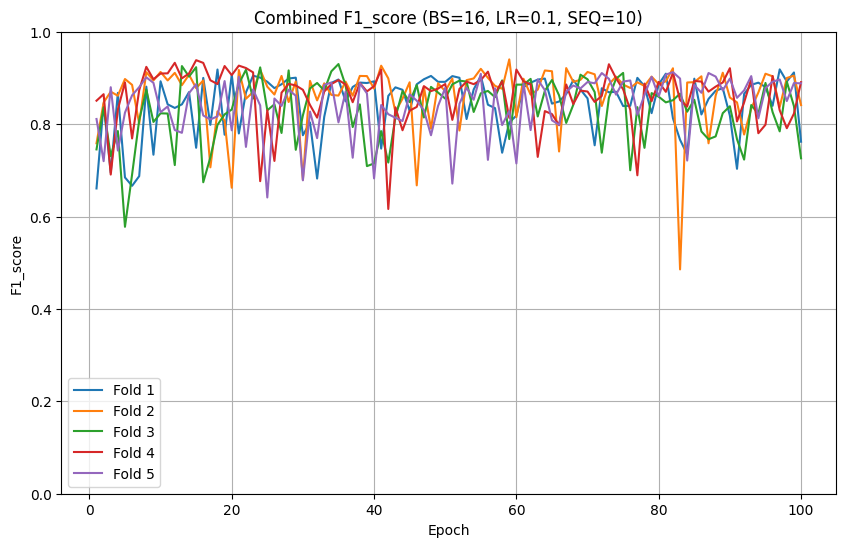 Combined F1_score (BS=16, LR=0.1, SEQ=10)
F1_score
1.0
0.8
0.6
0.4
0.2
0.0
Fold 1
Fold 2
Fold 3
Fold 4
Fold 5
0
20
40
60
80
100
Epoch